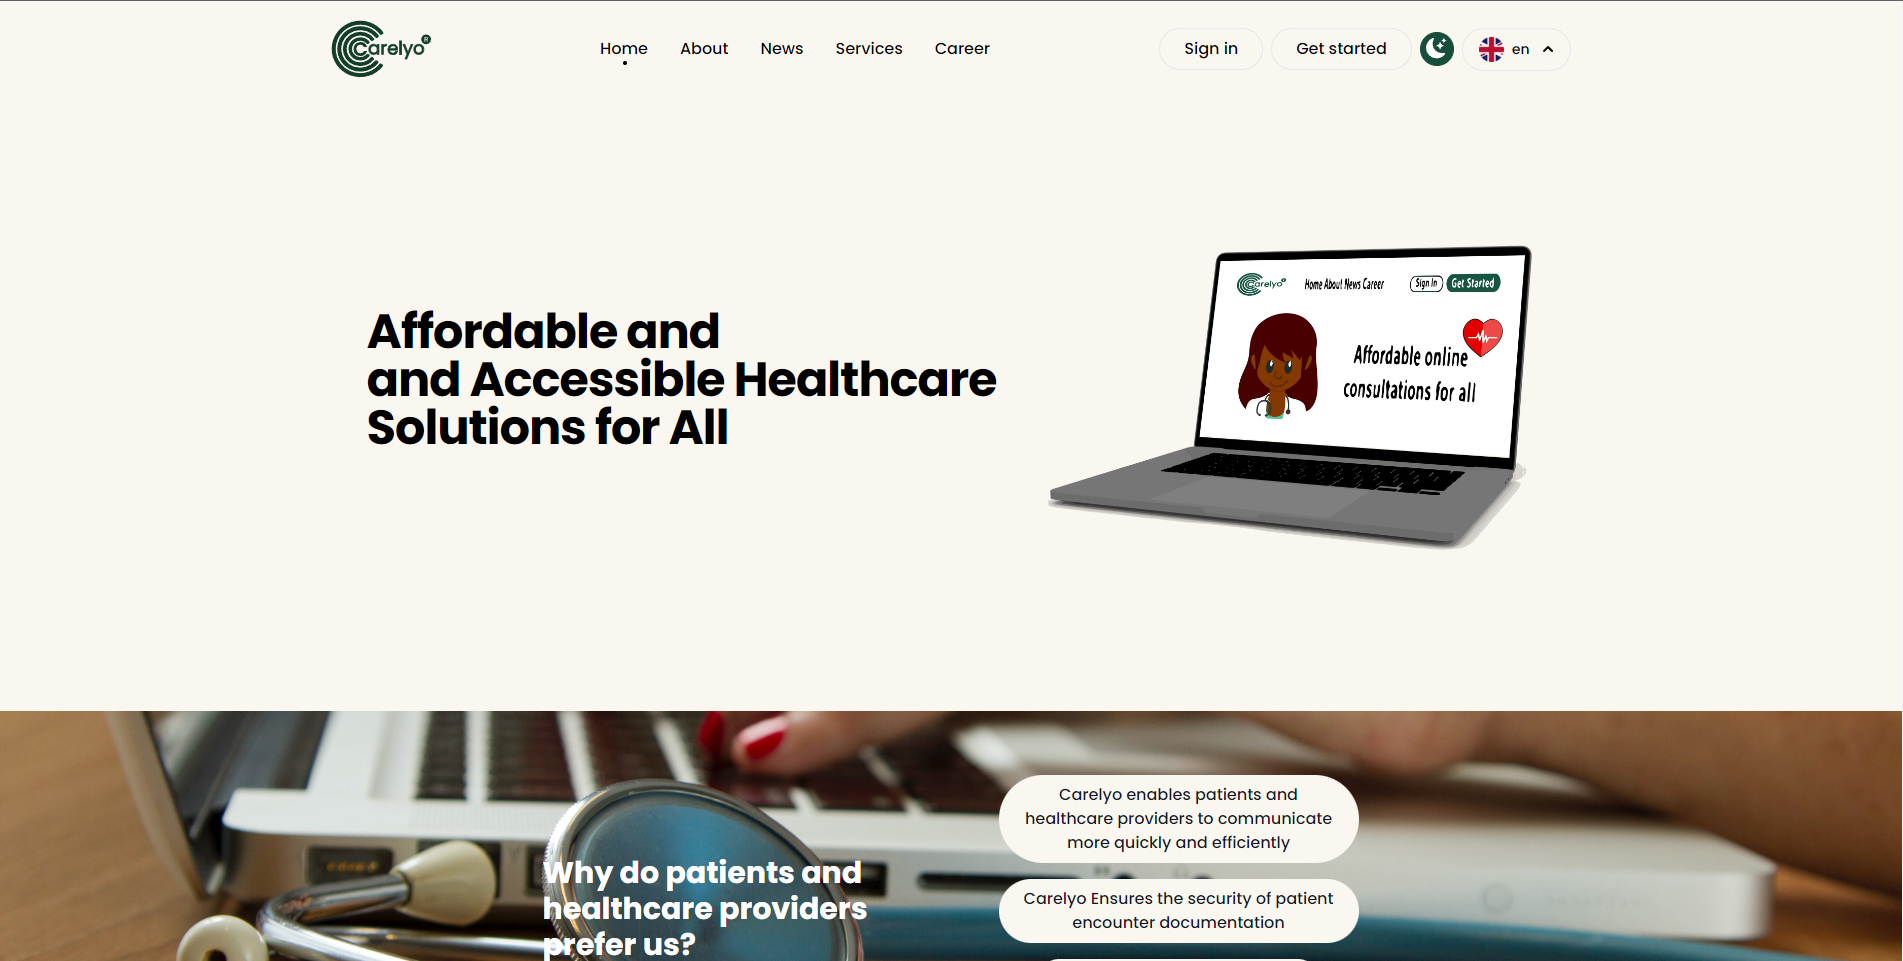 Carelyo®
Home
About
News
Services
Career
Sign in
Get started
en
Affordable and
and Accessible Healthcare
Solutions for All
Carelyo
Home About News Career
Sign In
Get Started
Affordable online
consultations for all
Why do patients and
healthcare providers
prefer us?
Carelyo enables patients and
healthcare providers to communicate
more quickly and efficiently
Carelyo Ensures the security of patient
encounter documentation